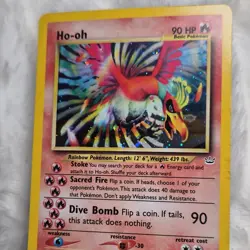 Ho-oh 90 HP
Basic Pokémon
Rainbow Pokémon. Length: 12' 6", Weight: 439 lbs.
Stoke You may search your deck for a Energy card and
attach it to Ho-oh. Shuffle your deck afterward.
Sacred Fire Flip a coin. If heads, choose 1 of your
opponent's Pokémon. This attack does 40 damage to
that Pokémon. Don't apply Weakness and Resistance.
Dive Bomb Flip a coin. If tails, 90
this attack does nothing.
weakness resistance retreat cost
-30